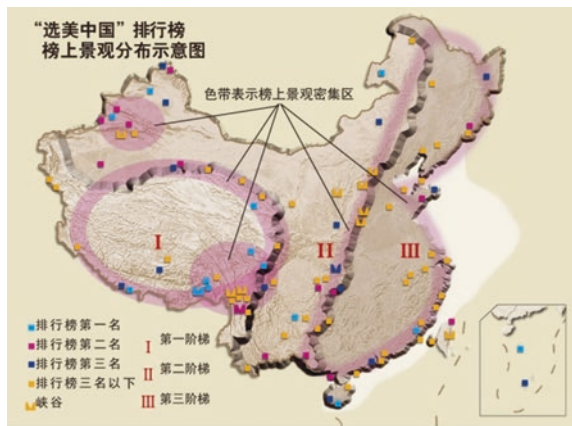 “选美中国”排行榜
榜上景观分布示意图
色带表示榜上景观密集区
I
II
III
排行榜第一名
排行榜第二名
排行榜第三名
排行榜三名以下
峡谷
I 第一阶梯
II 第二阶梯
III 第三阶梯